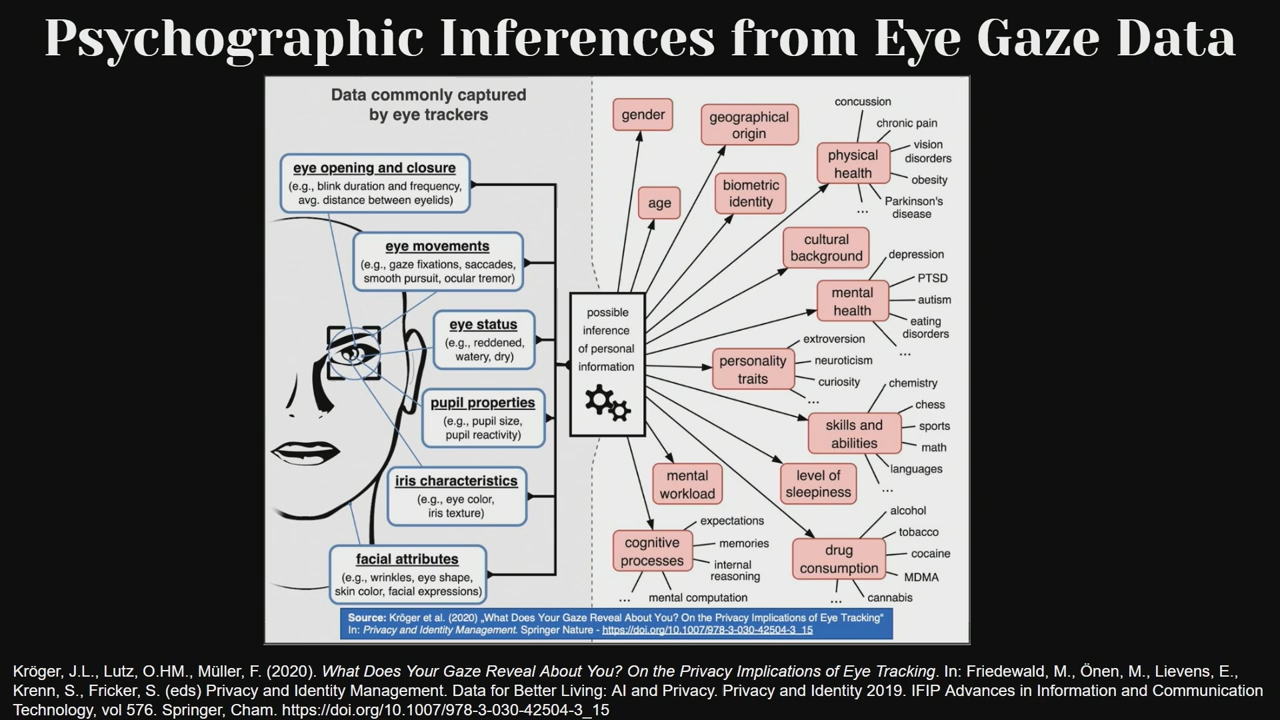 Psychographic Inferences from Eye Gaze Data
Data commonly captured
by eye trackers
eye opening and closure
(e.g., blink duration and frequency,
avg. distance between eyelids)
eye movements
(e.g., gaze fixations, saccades,
smooth pursuit, ocular tremor)
eye status
(e.g., reddened,
watery, dry)
pupil properties
(e.g., pupil size,
pupil reactivity)
iris characteristics
(e.g., eye color,
iris texture)
facial attributes
(e.g., wrinkles, eye shape,
skin color, facial expressions)
possible
inference
of personal
information
gender
age
geographical
origin
biometric
identity
physical
health
concussion
chronic pain
vision
disorders
obesity
Parkinson's
disease
...
cultural
background
mental
health
depression
PTSD
autism
eating
disorders
...
personality
traits
extroversion
neuroticism
curiosity
...
skills and
abilities
chemistry
chess
sports
math
languages
...
mental
workload
level of
sleepiness
cognitive
processes
expectations
memories
internal
reasoning
mental computation
...
drug
consumption
alcohol
tobacco
cocaine
MDMA
cannabis
...
Source: Kröger et al. (2020) „What Does Your Gaze Reveal About You? On the Privacy Implications of Eye Tracking“
In: Privacy and Identity Management. Springer Nature - https://doi.org/10.1007/978-3-030-42504-3_15
Kröger, J.L., Lutz, O.HM., Müller, F. (2020). What Does Your Gaze Reveal About You? On the Privacy Implications of Eye Tracking. In: Friedewald, M., Önen, M., Lievens, E.,
Krenn, S., Fricker, S. (eds) Privacy and Identity Management. Data for Better Living: AI and Privacy. Privacy and Identity 2019. IFIP Advances in Information and Communication
Technology, vol 576. Springer, Cham. https://doi.org/10.1007/978-3-030-42504-3_15